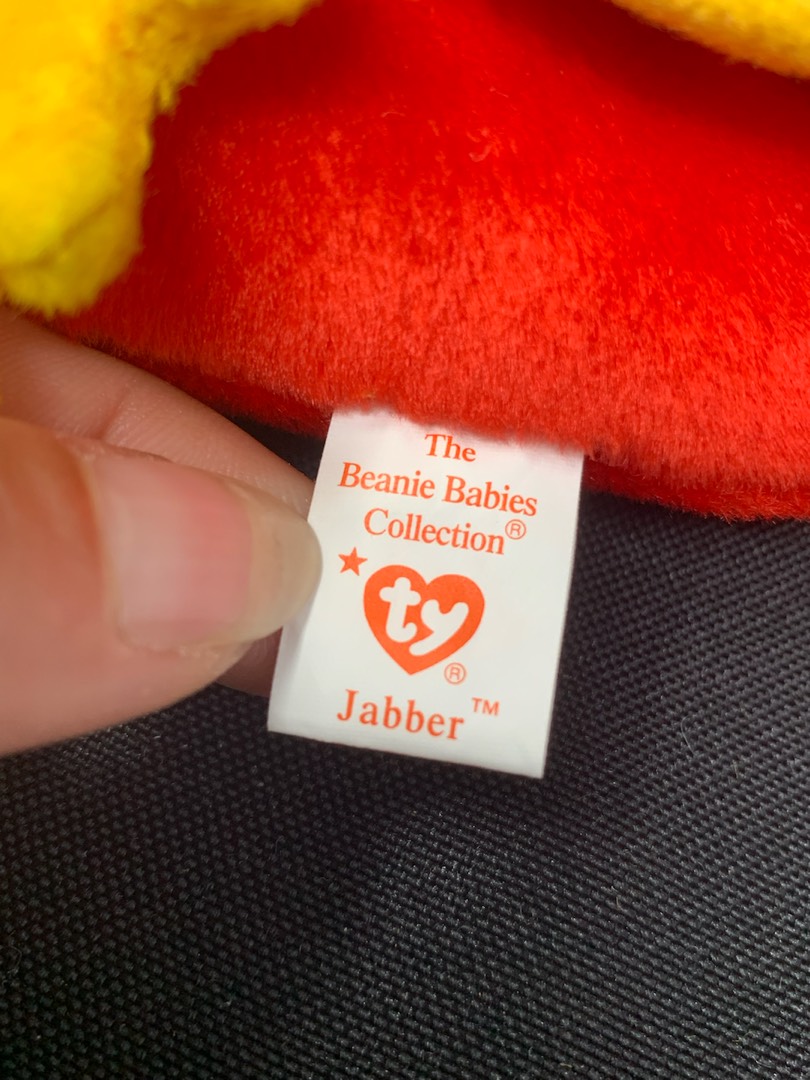 The
Beanie Babies
Collection®
★
ty
®
Jabber™